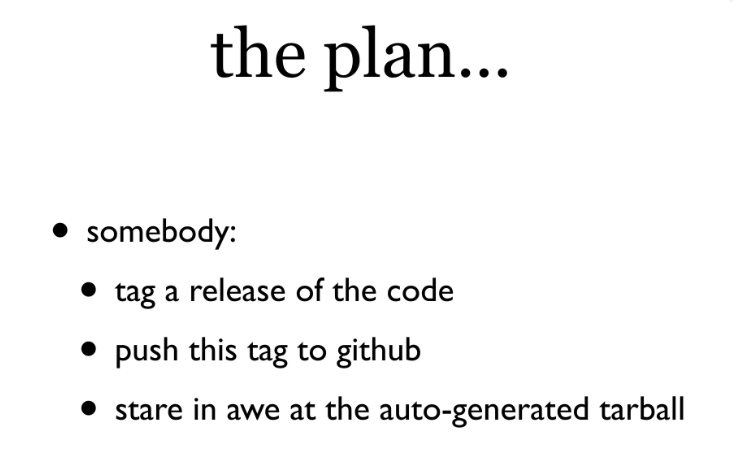 the plan...
• somebody:
• tag a release of the code
• push this tag to github
• stare in awe at the auto-generated tarball